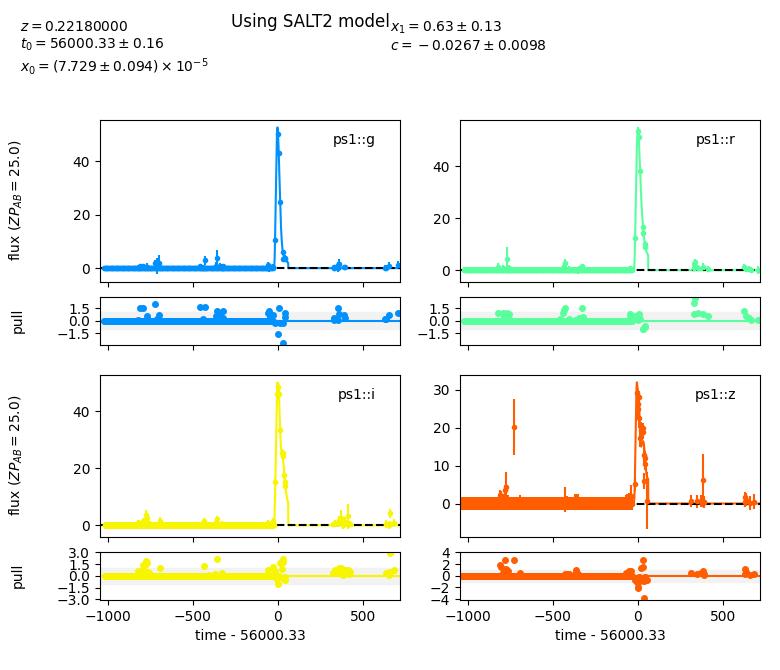 Using SALT2 model
z = 0.22180000
t0 = 56000.33 ± 0.16
x0 = (7.729 ± 0.094) × 10^-5
x1 = 0.63 ± 0.13
c = −0.0267 ± 0.0098
flux (ZP_AB = 25.0)
40
20
0
ps1::g
40
20
0
ps1::r
pull
1.5
0.0
−1.5
1.5
0.0
−1.5
flux (ZP_AB = 25.0)
40
20
0
ps1::i
30
20
10
0
ps1::z
pull
3.0
1.5
0.0
−1.5
−3.0
4
2
0
−2
−4
−1000 −500 0 500
−1000 −500 0 500
time - 56000.33
time - 56000.33